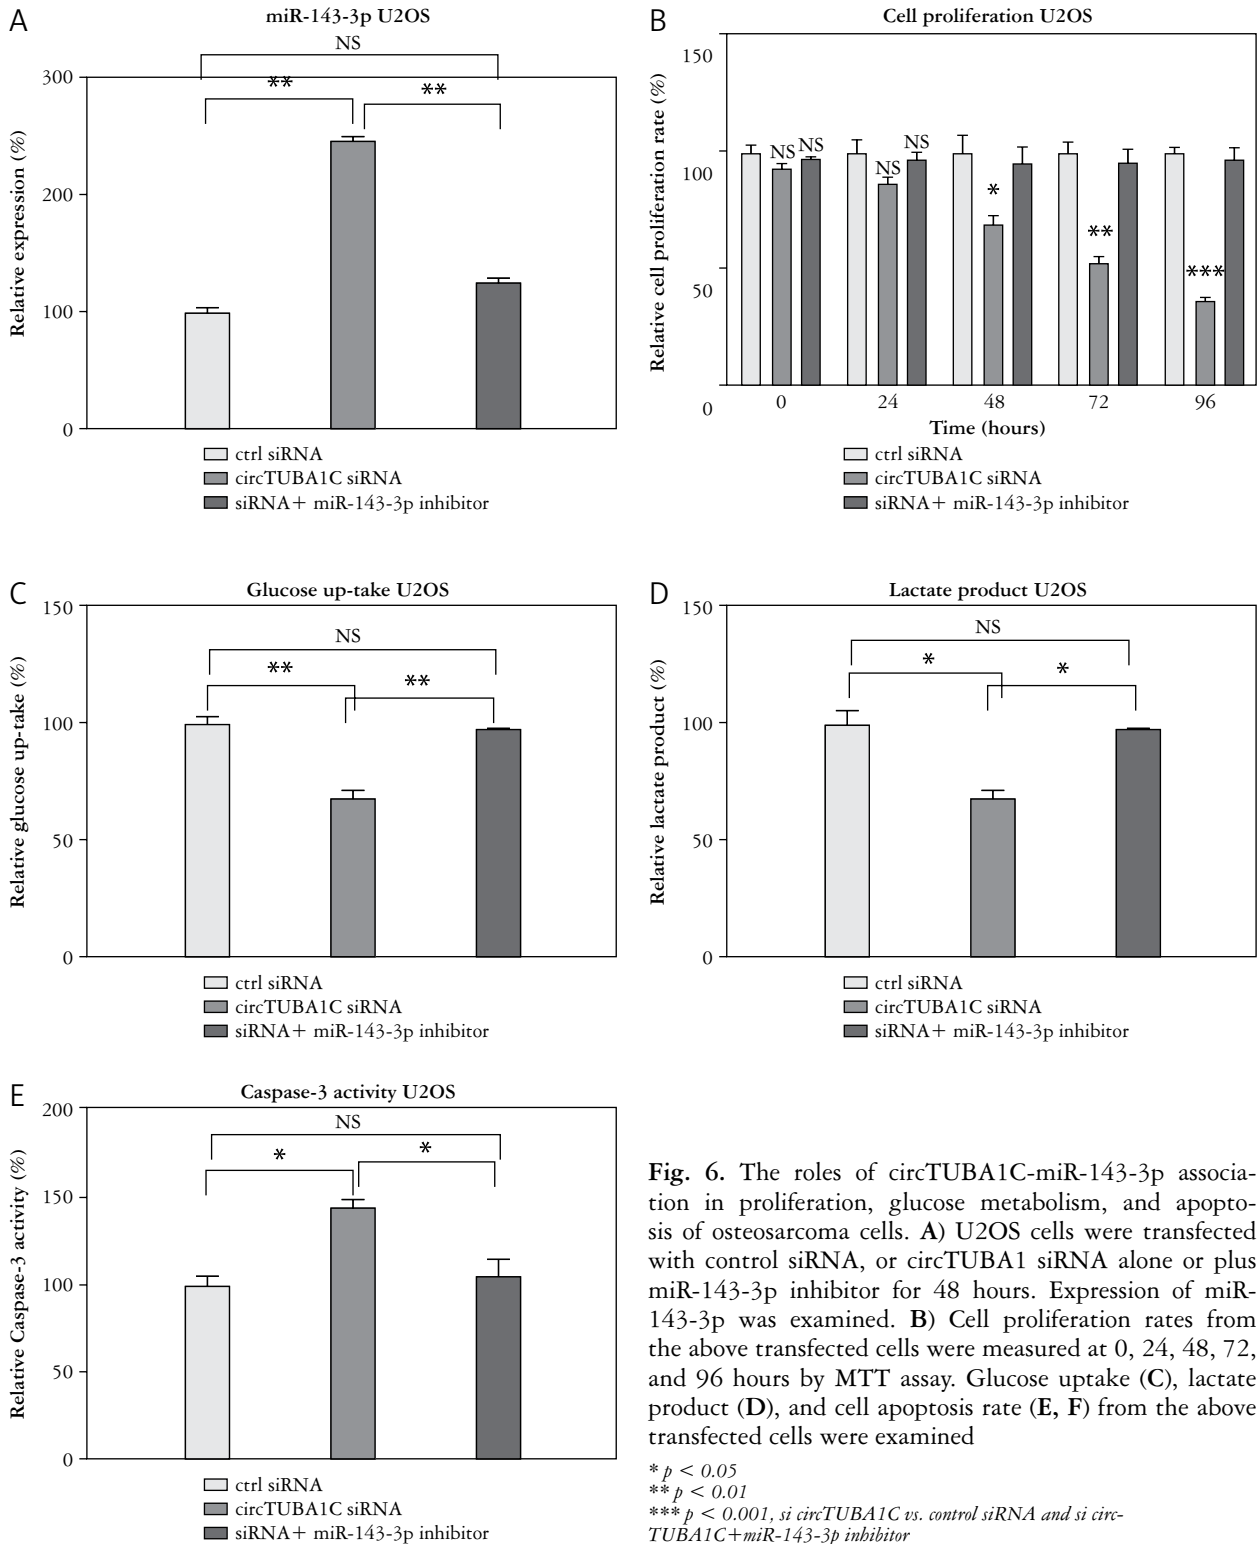 A
miR-143-3p U2OS
NS
**
**
300
200
100
0
Relative expression (%)
ctrl siRNA
circTUBA1C siRNA
siRNA+ miR-143-3p inhibitor
B
Cell proliferation U2OS
150
100
50
0
Relative cell proliferation rate (%)
NS NS
NS NS
*
**
***
0 24 48 72 96
Time (hours)
ctrl siRNA
circTUBA1C siRNA
siRNA+ miR-143-3p inhibitor
C
Glucose up-take U2OS
150
100
50
0
Relative glucose up-take (%)
NS
**
**
ctrl siRNA
circTUBA1C siRNA
siRNA+ miR-143-3p inhibitor
D
Lactate product U2OS
150
100
50
0
Relative lactate product (%)
NS
*
*
ctrl siRNA
circTUBA1C siRNA
siRNA+ miR-143-3p inhibitor
E
Caspase-3 activity U2OS
200
150
100
50
0
Relative Caspase-3 activity (%)
NS
*
*
ctrl siRNA
circTUBA1C siRNA
siRNA+ miR-143-3p inhibitor
Fig. 6. The roles of circTUBA1C-miR-143-3p associa-
tion in proliferation, glucose metabolism, and apopto-
sis of osteosarcoma cells. A) U2OS cells were transfected
with control siRNA, or circTUBA1 siRNA alone or plus
miR-143-3p inhibitor for 48 hours. Expression of miR-
143-3p was examined. B) Cell proliferation rates from
the above transfected cells were measured at 0, 24, 48, 72,
and 96 hours by MTT assay. Glucose uptake (C), lactate
product (D), and cell apoptosis rate (E, F) from the above
transfected cells were examined
* p < 0.05
** p < 0.01
*** p < 0.001, si circTUBA1C vs. control siRNA and si circ-
TUBA1C+miR-143-3p inhibitor